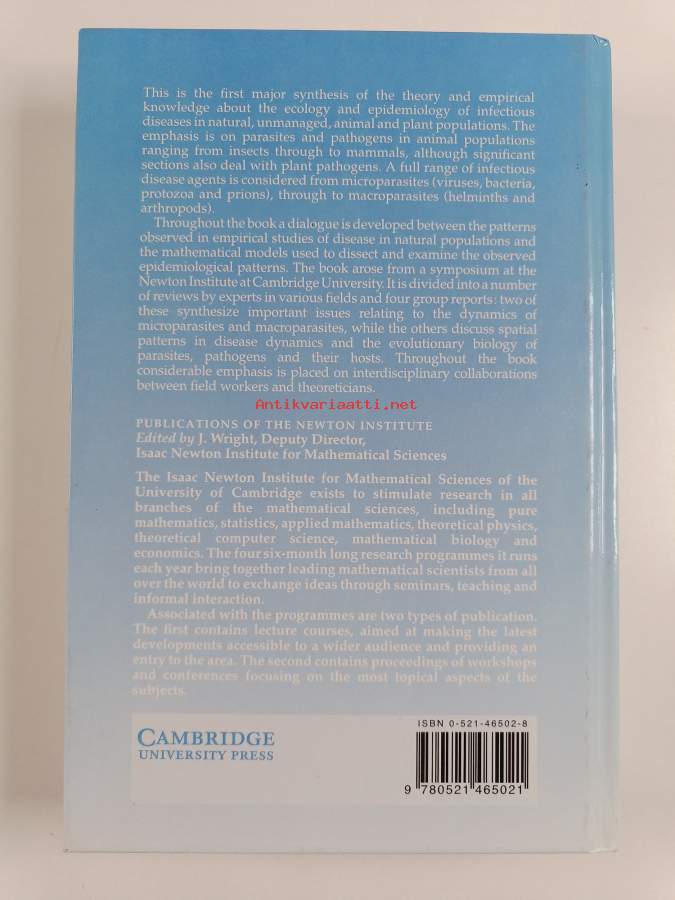 This is the first major synthesis of the theory and empirical
knowledge about the ecology and epidemiology of infectious
diseases in natural, unmanaged, animal and plant populations. The
emphasis is on parasites and pathogens in animal populations
ranging from insects through to mammals, although significant
sections also deal with plant pathogens. A full range of infectious
disease agents is considered from microparasites (viruses, bacteria,
protozoa and prions), through to macroparasites (helminths and
arthropods).
Throughout the book a dialogue is developed between the patterns
observed in empirical studies of disease in natural populations and
the mathematical models used to dissect and examine the observed
epidemiological patterns. The book arose from a symposium at the
Newton Institute at Cambridge University. It is divided into a number
of reviews by experts in various fields and four group reports: two of
these synthesize important issues relating to the dynamics of
microparasites and macroparasites, while the others discuss spatial
patterns in disease dynamics and the evolutionary biology of
parasites, pathogens and their hosts. Throughout the book
considerable emphasis is placed on interdisciplinary collaborations
between field workers and theoreticians.
Antikvariaatti.net
PUBLICATIONS OF THE NEWTON INSTITUTE
Edited by J. Wright, Deputy Director,
Isaac Newton Institute for Mathematical Sciences
The Isaac Newton Institute for Mathematical Sciences of the
University of Cambridge exists to stimulate research in all
branches of the mathematical sciences, including pure
mathematics, statistics, applied mathematics, theoretical physics,
theoretical computer science, mathematical biology and
economics. The four six-month long research programmes it runs
each year bring together leading mathematical scientists from all
over the world to exchange ideas through seminars, teaching and
informal interaction.
Associated with the programmes are two types of publication.
The first contains lecture courses, aimed at making the latest
developments accessible to a wider audience and providing an
entry to the area. The second contains proceedings of workshops
and conferences focusing on the most topical aspects of the
subjects.
CAMBRIDGE
UNIVERSITY PRESS
ISBN 0-521-46502-8
9 780521 465021